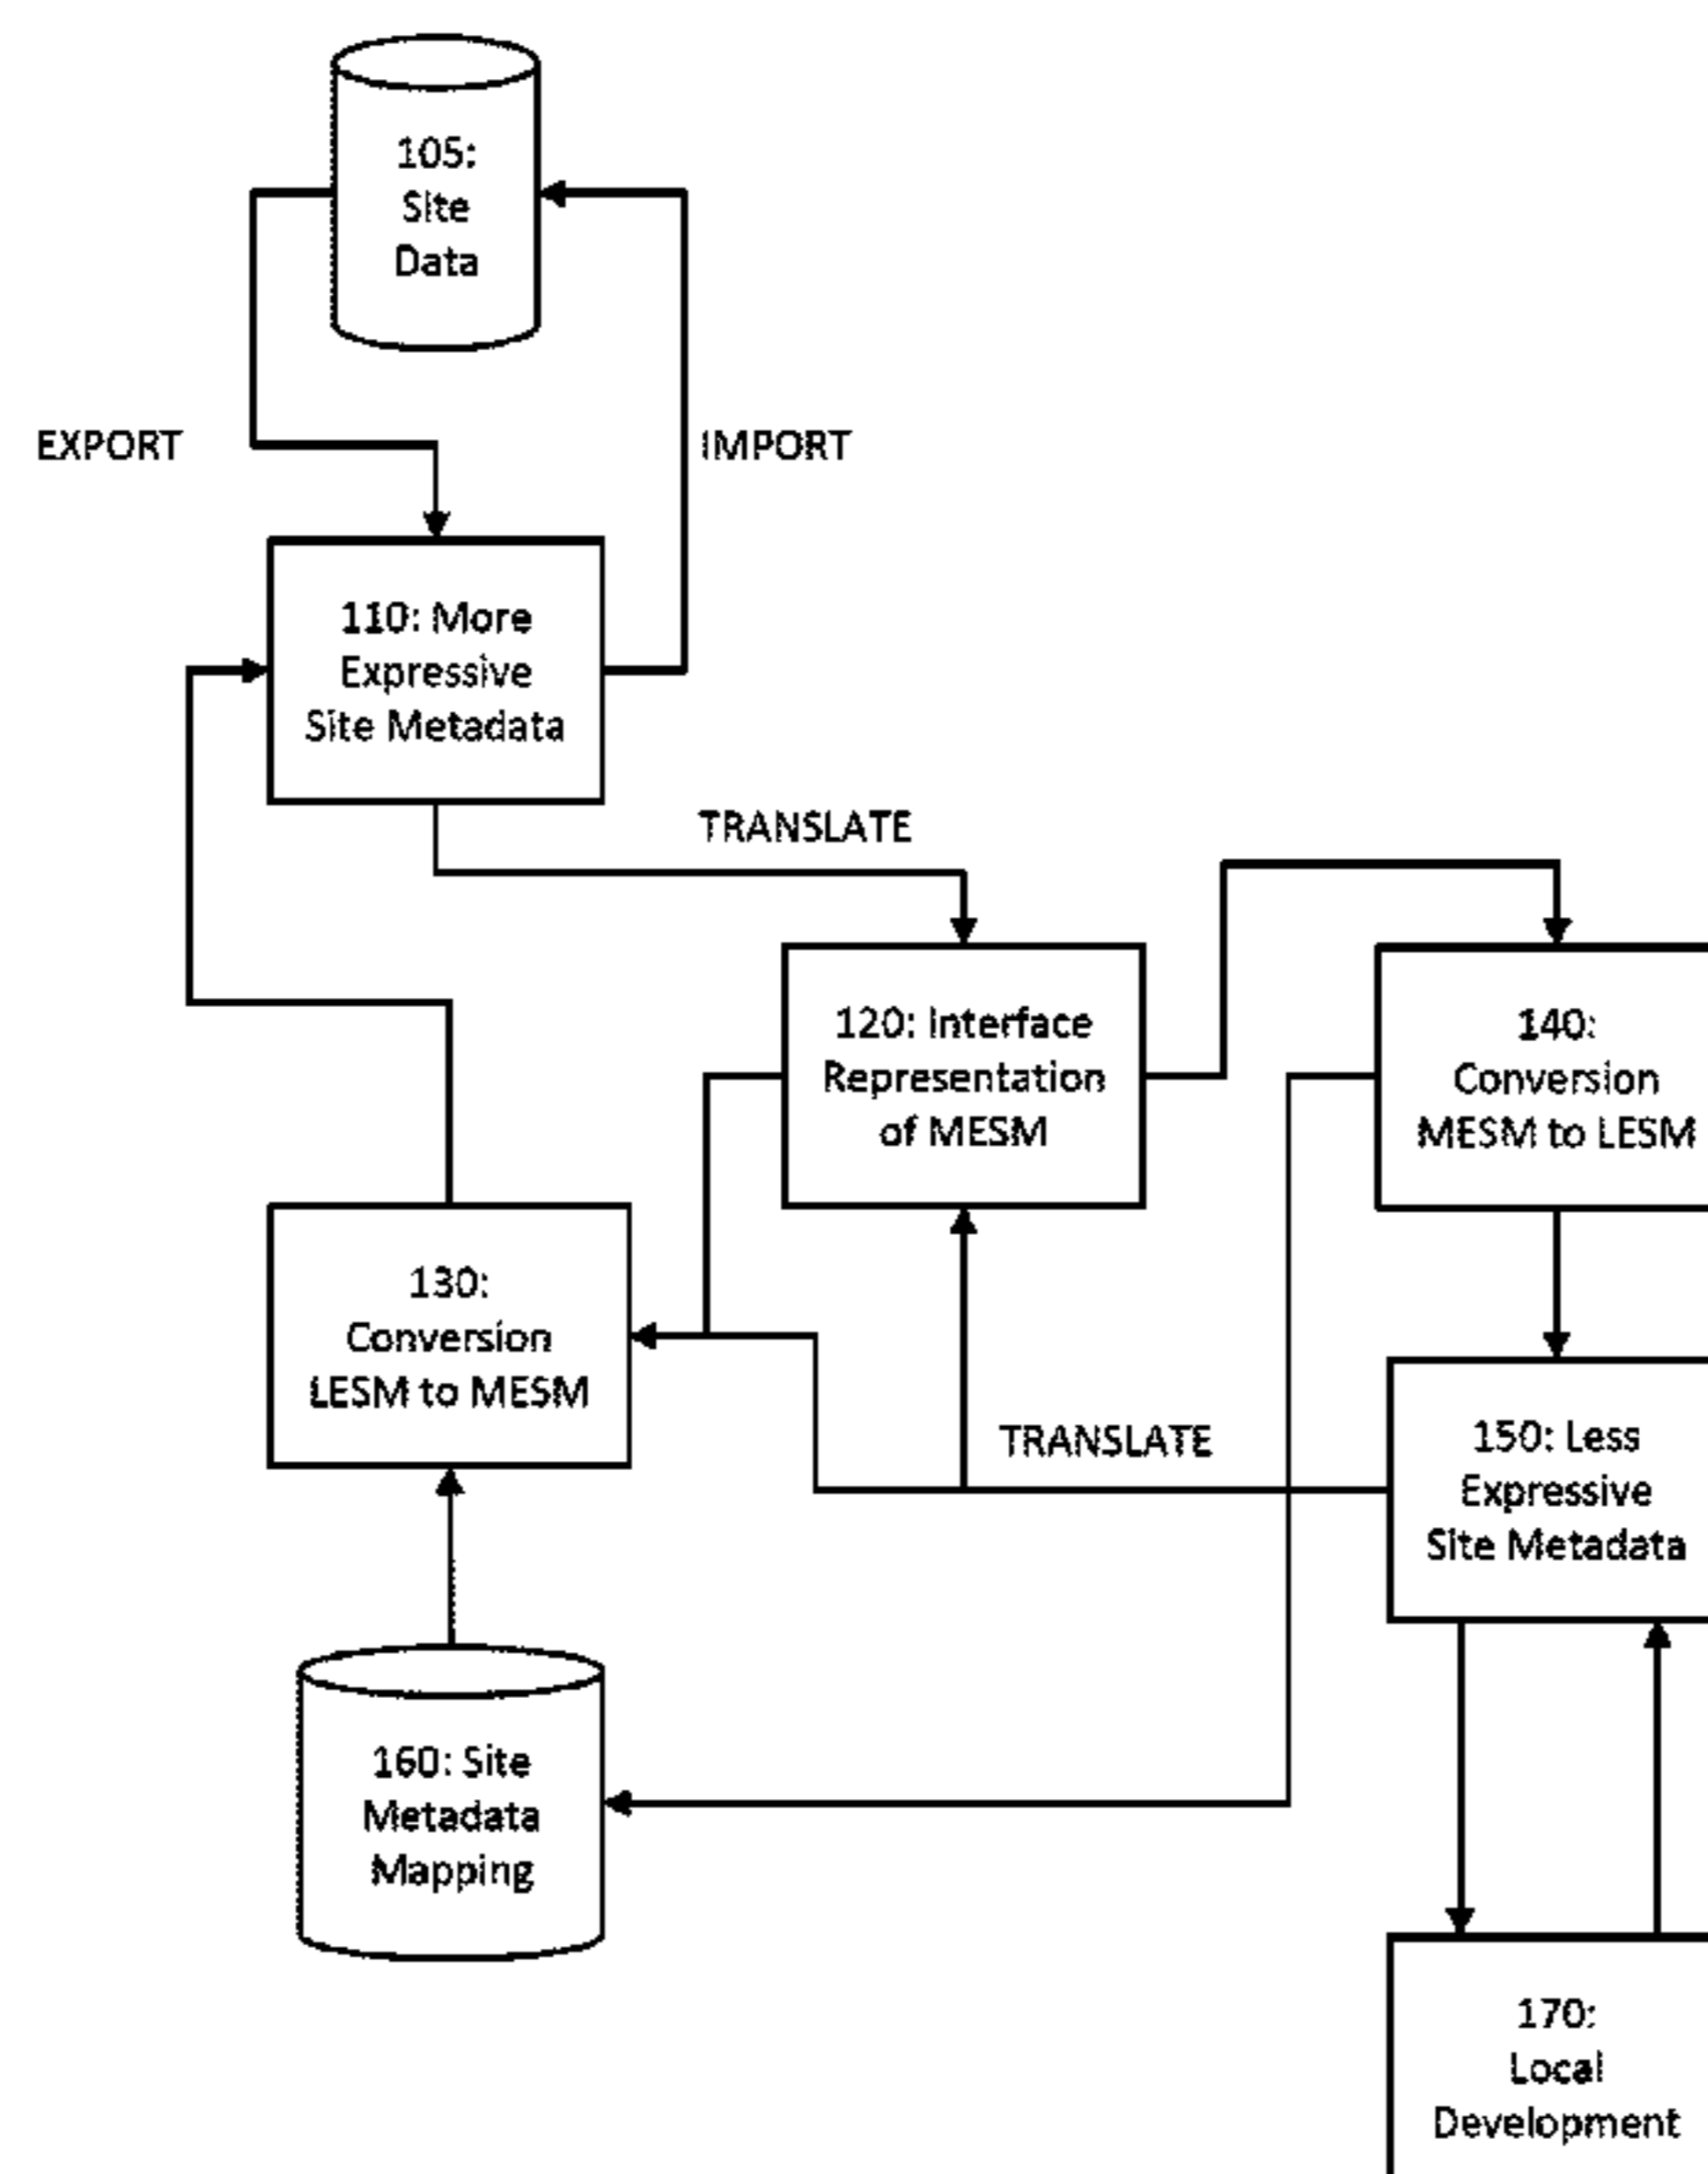 105:
Site
Data
EXPORT
IMPORT
110: More
Expressive
Site Metadata
TRANSLATE
120: Interface
Representation
of MESM
140:
Conversion
MESM to LESM
130:
Conversion
LESM to MESM
TRANSLATE
150: Less
Expressive
Site Metadata
160: Site
Metadata
Mapping
170:
Local
Development